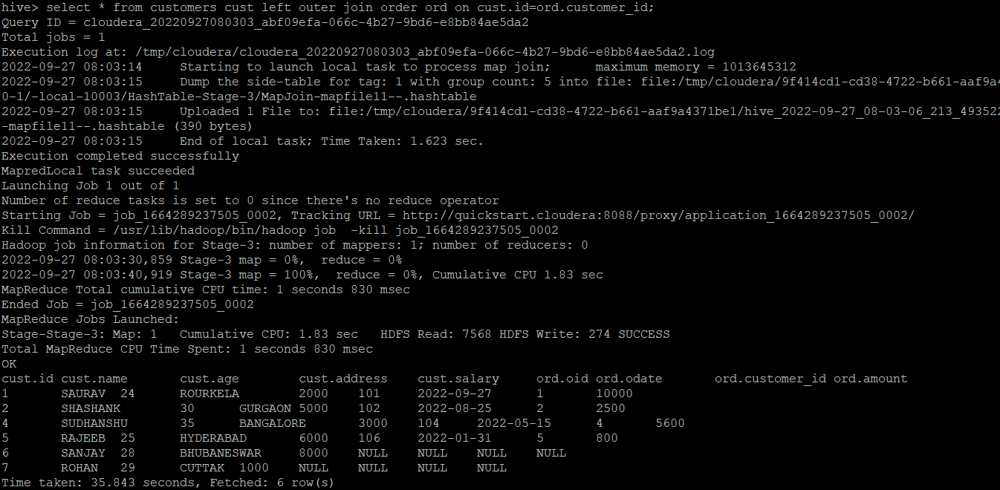 hive> select * from customers cust left outer join order ord on cust.id=ord.customer_id;
Query ID = cloudera_20220927080303_abf09efa-066c-4b27-9bd6-e8bb84ae5da2
Total jobs = 1
Execution log at: /tmp/cloudera/cloudera_20220927080303_abf09efa-066c-4b27-9bd6-e8bb84ae5da2.log
2022-09-27 08:03:14     Starting to launch local task to process map join;      maximum memory = 1013645312
2022-09-27 08:03:15     Dump the side-table for tag: 1 with group count: 5 into file: file:/tmp/cloudera/9f414cd1-cd38-4722-b661-aaf9a4
0-1/-local-10003/HashTable-Stage-3/MapJoin-mapfile11--.hashtable
2022-09-27 08:03:15     Uploaded 1 File to: file:/tmp/cloudera/9f414cd1-cd38-4722-b661-aaf9a4371be1/hive_2022-09-27_08-03-06_213_493522
-mapfile11--.hashtable (390 bytes)
2022-09-27 08:03:15     End of local task; Time Taken: 1.623 sec.
Execution completed successfully
MapredLocal task succeeded
Launching Job 1 out of 1
Number of reduce tasks is set to 0 since there's no reduce operator
Starting Job = job_1664289237505_0002, Tracking URL = http://quickstart.cloudera:8088/proxy/application_1664289237505_0002/
Kill Command = /usr/lib/hadoop/bin/hadoop job  -kill job_1664289237505_0002
Hadoop job information for Stage-3: number of mappers: 1; number of reducers: 0
2022-09-27 08:03:30,859 Stage-3 map = 0%,  reduce = 0%
2022-09-27 08:03:40,919 Stage-3 map = 100%,  reduce = 0%, Cumulative CPU 1.83 sec
MapReduce Total cumulative CPU time: 1 seconds 830 msec
Ended Job = job_1664289237505_0002
MapReduce Jobs Launched:
Stage-Stage-3: Map: 1   Cumulative CPU: 1.83 sec   HDFS Read: 7568 HDFS Write: 274 SUCCESS
Total MapReduce CPU Time Spent: 1 seconds 830 msec
OK
cust.id cust.name       cust.age        cust.address    cust.salary     ord.oid ord.odate       ord.customer_id ord.amount
1       SAURAV  24      ROURKELA        2000    101     2022-09-27      1       10000
2       SHASHANK        30      GURGAON 5000    102     2022-08-25      2       2500
4       SUDHANSHU       35      BANGALORE       3000    104     2022-05-15      4       5600
5       RAJEEB  25      HYDERABAD       6000    106     2022-01-31      5       800
6       SANJAY  28      BHUBANESWAR     8000    NULL    NULL    NULL    NULL
7       ROHAN   29      CUTTAK  1000    NULL    NULL    NULL    NULL
Time taken: 35.843 seconds, Fetched: 6 row(s)